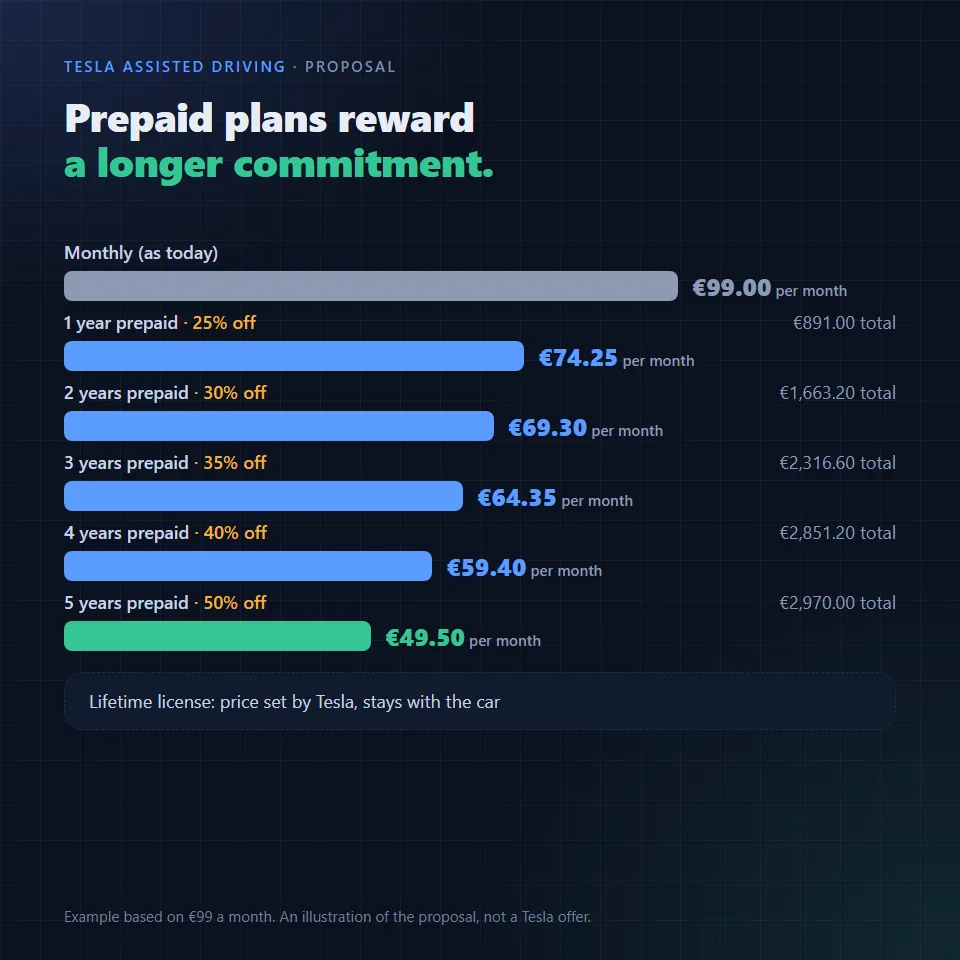 TESLA ASSISTED DRIVING · PROPOSAL
Prepaid plans reward
a longer commitment.
Monthly (as today)
€99.00 per month
1 year prepaid · 25% off €891.00 total
€74.25 per month
2 years prepaid · 30% off €1,663.20 total
€69.30 per month
3 years prepaid · 35% off €2,316.60 total
€64.35 per month
4 years prepaid · 40% off €2,851.20 total
€59.40 per month
5 years prepaid · 50% off €2,970.00 total
€49.50 per month
Lifetime license: price set by Tesla, stays with the car
Example based on €99 a month. An illustration of the proposal, not a Tesla offer.